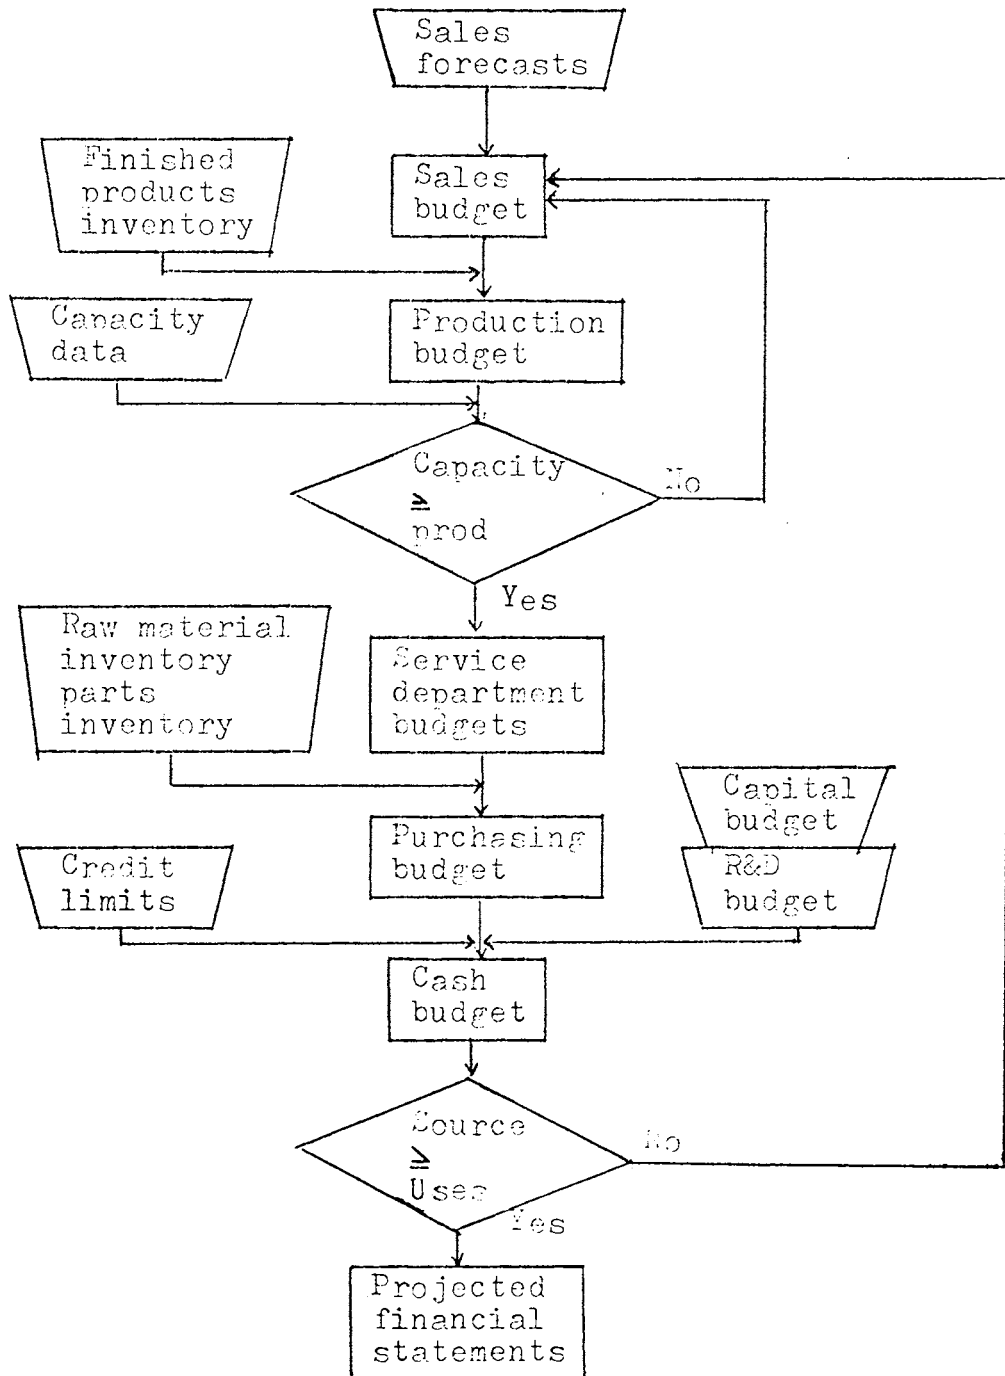 Sales
forecasts
Finished
products
inventory
Sales
budget
Capacity
data
Production
budget
Capacity
≥
prod
No
Yes
Raw material
inventory
parts
inventory
Service
department
budgets
Capital
budget
Purchasing
budget
Credit
limits
R&D
budget
Cash
budget
Source
≥
Uses
No
Yes
Projected
financial
statements